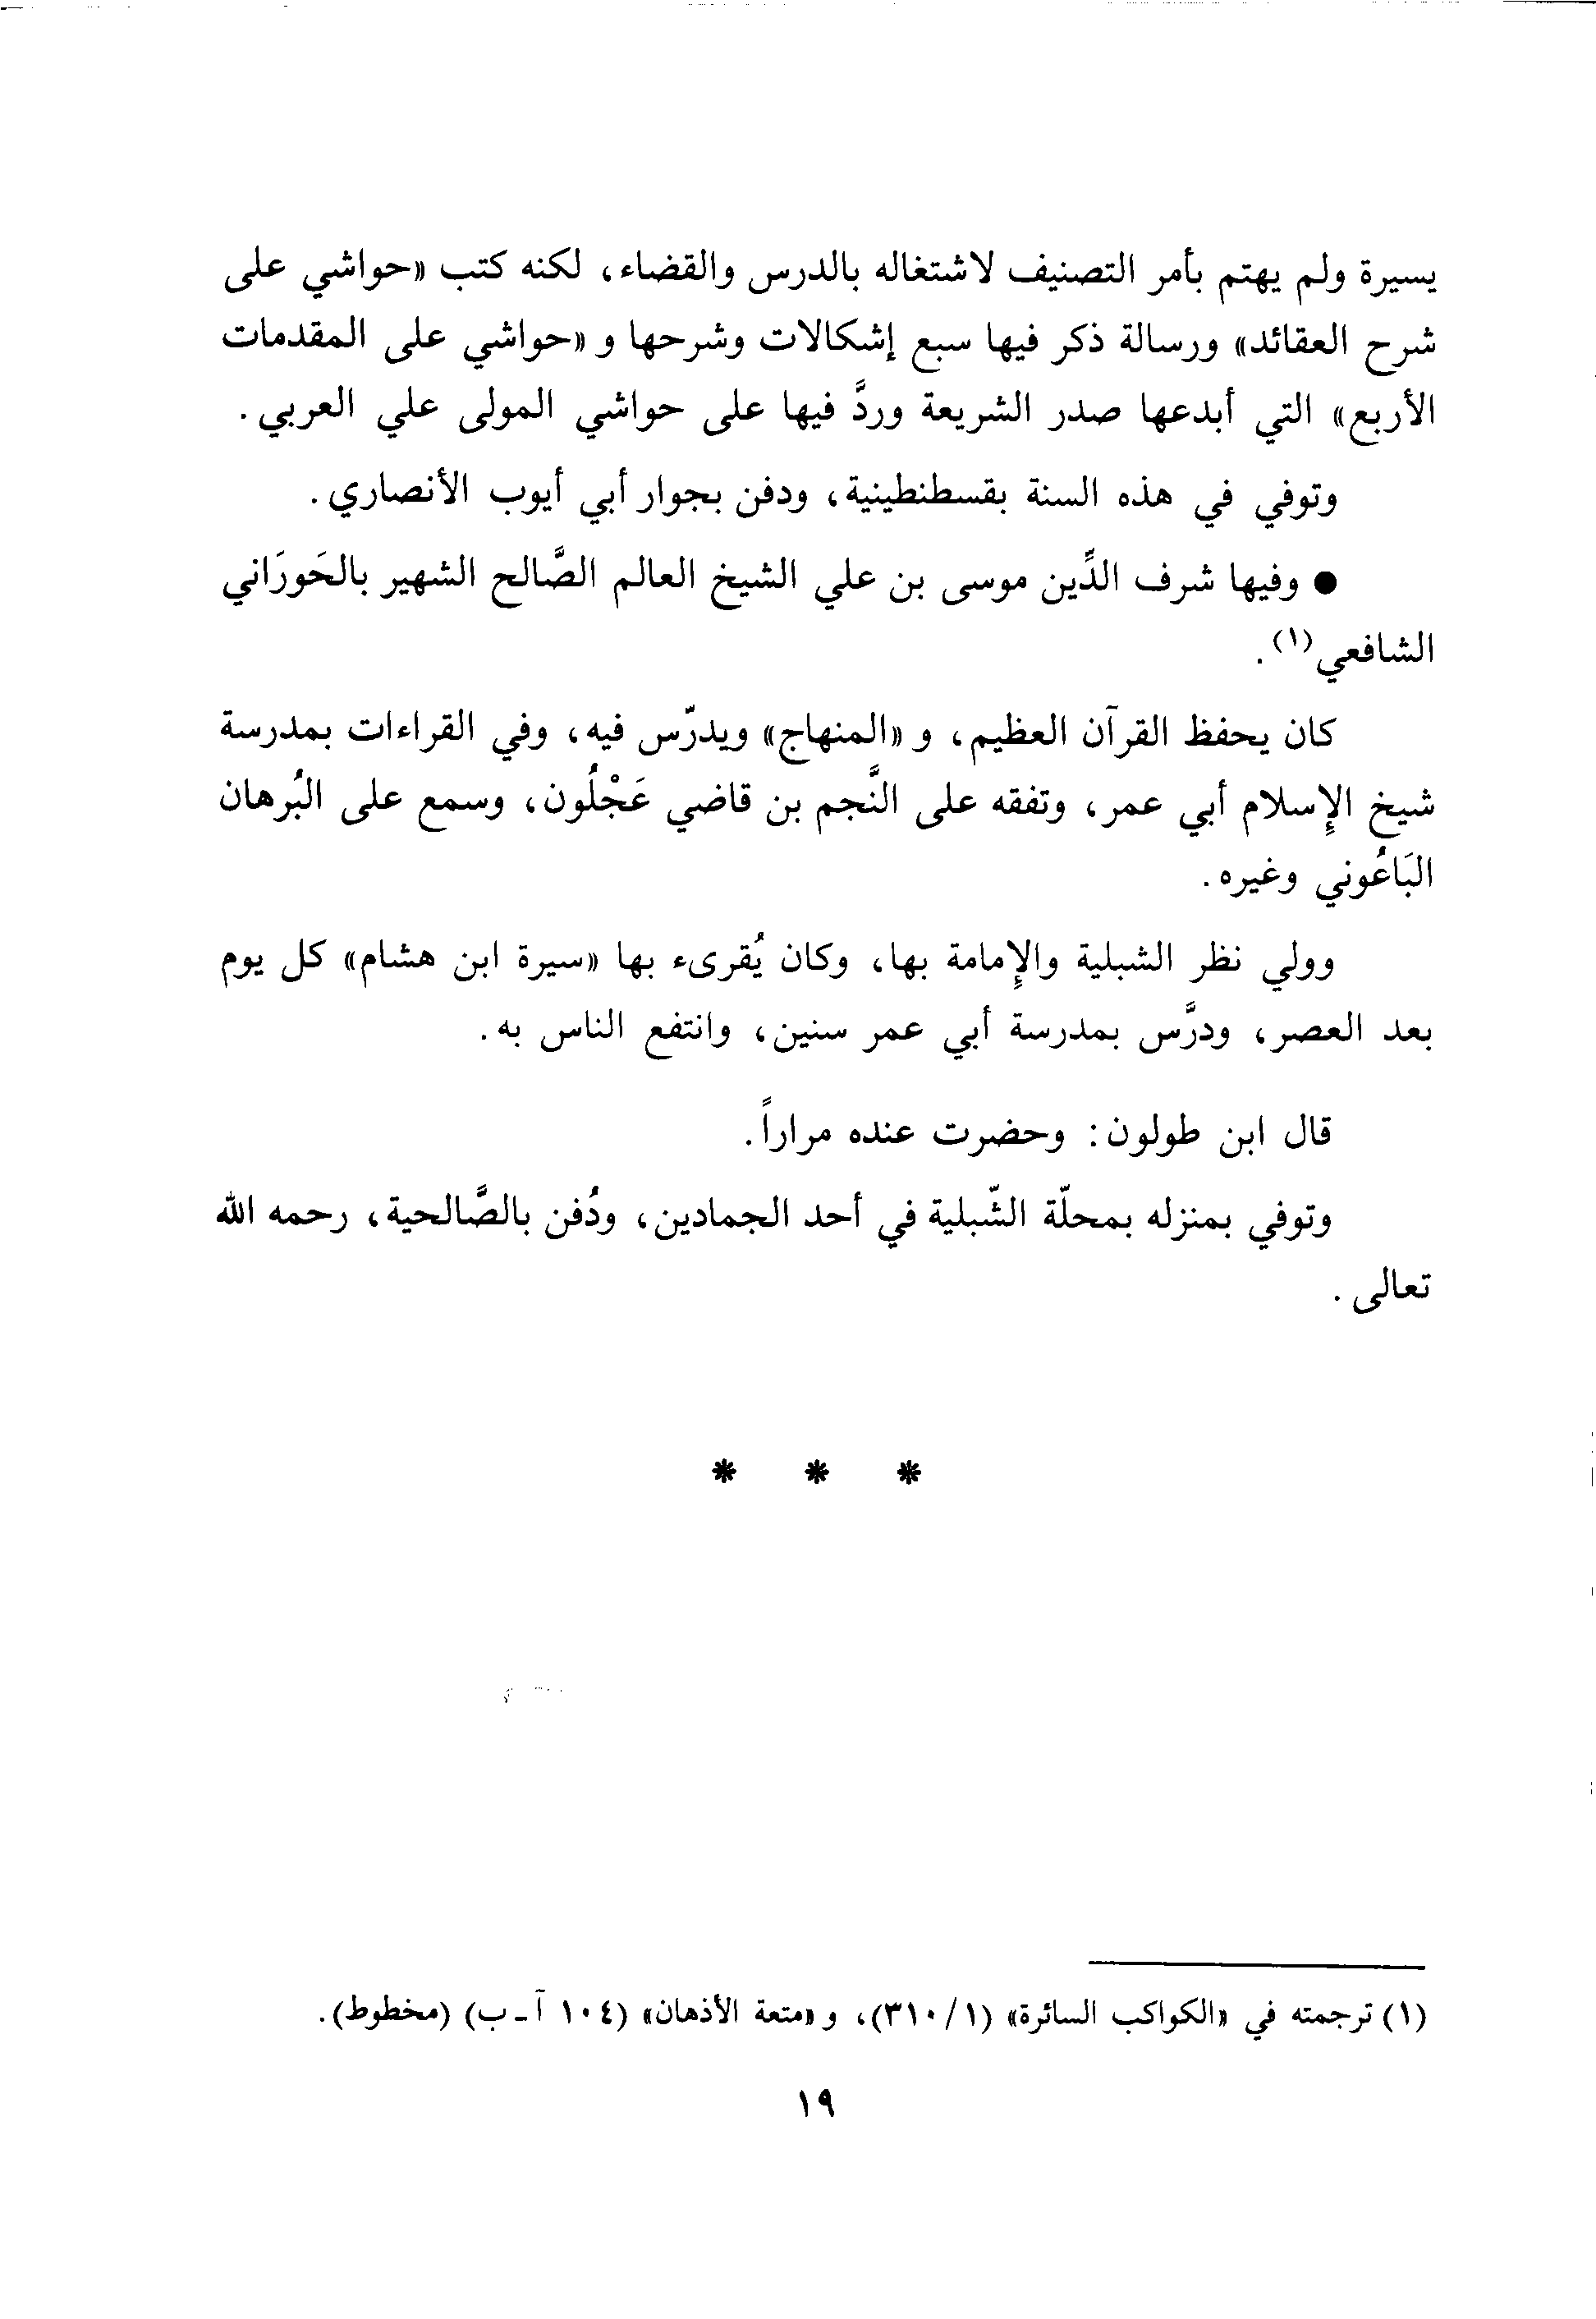 يسيرة ولم يهتم بأمر التصنيف لاشتغاله بالدرس والقضاء، لكنه كتب «حواشي على
شرح العقائد» ورسالة ذكر فيها سبع إشكالات وشرحها و «حواشي على المقدمات
الأربع» التي أبدعها صدر الشريعة وردَّ فيها على حواشي المولى علي العربي.
وتوفي في هذه السنة بقسطنطينية، ودفن بجوار أبي أيوب الأنصاري.
● وفيها شرف الدِّين موسى بن علي الشيخ العالم الصَّالح الشهير بالحَورَاني
الشافعي(١).
كان يحفظ القرآن العظيم، و «المنهاج» ويدرّس فيه، وفي القراءات بمدرسة
شيخ الإِسلام أبي عمر، وتفقه على النَّجم بن قاضي عَجْلُون، وسمع على البُرهان
البَاعُوني وغيره.
وولي نظر الشبلية والإِمامة بها، وكان يُقرىء بها «سيرة ابن هشام» كل يوم
بعد العصر، ودرَّس بمدرسة أبي عمر سنين، وانتفع الناس به.
قال ابن طولون: وحضرت عنده مراراً.
وتوفي بمنزله بمحلّة الشّبلية في أحد الجمادين، ودُفن بالصَّالحية، رحمه الله
تعالى.
* * *
(١) ترجمته في «الكواكب السائرة» (١/ ٣١٠)، و «متعة الأذهان» (١٠٤ آ - ب) (مخطوط).
١٩